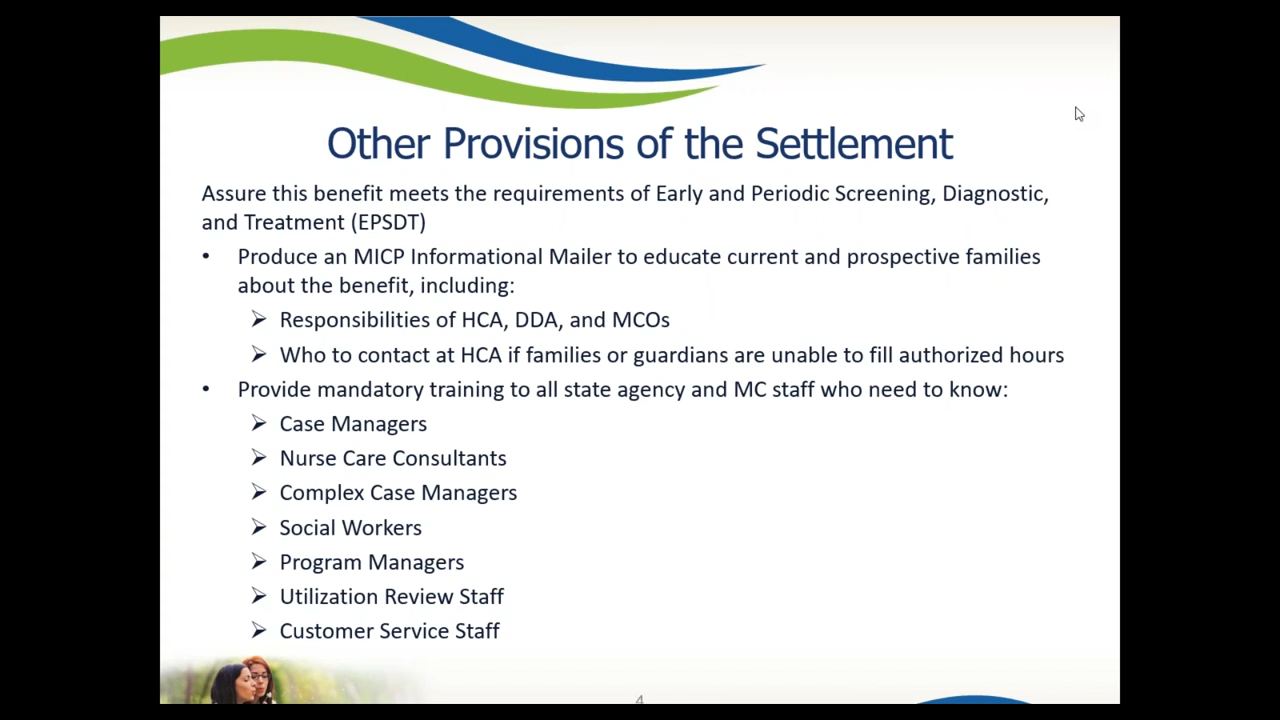 Other Provisions of the Settlement
Assure this benefit meets the requirements of Early and Periodic Screening, Diagnostic,
and Treatment (EPSDT)
• Produce an MICP Informational Mailer to educate current and prospective families
about the benefit, including:
➢ Responsibilities of HCA, DDA, and MCOs
➢ Who to contact at HCA if families or guardians are unable to fill authorized hours
• Provide mandatory training to all state agency and MC staff who need to know:
➢ Case Managers
➢ Nurse Care Consultants
➢ Complex Case Managers
➢ Social Workers
➢ Program Managers
➢ Utilization Review Staff
➢ Customer Service Staff
4